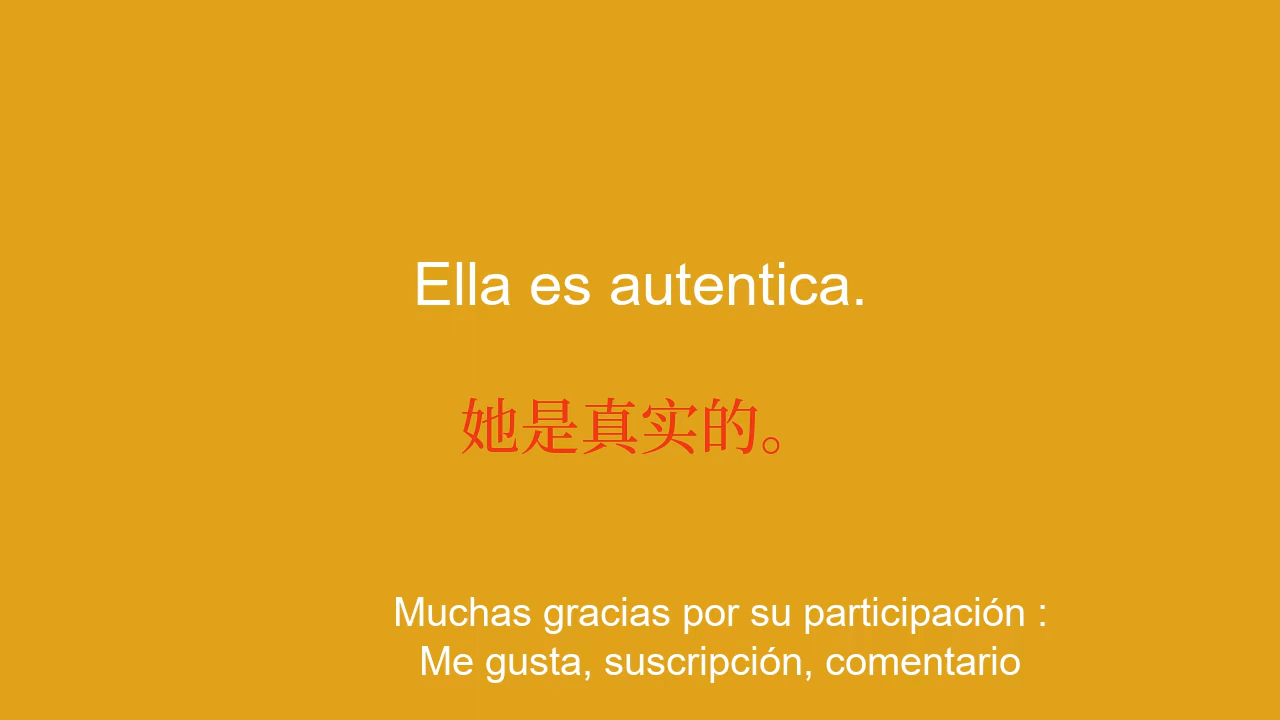 Ella es autentica.
她是真实的。
Muchas gracias por su participación :
Me gusta, suscripción, comentario